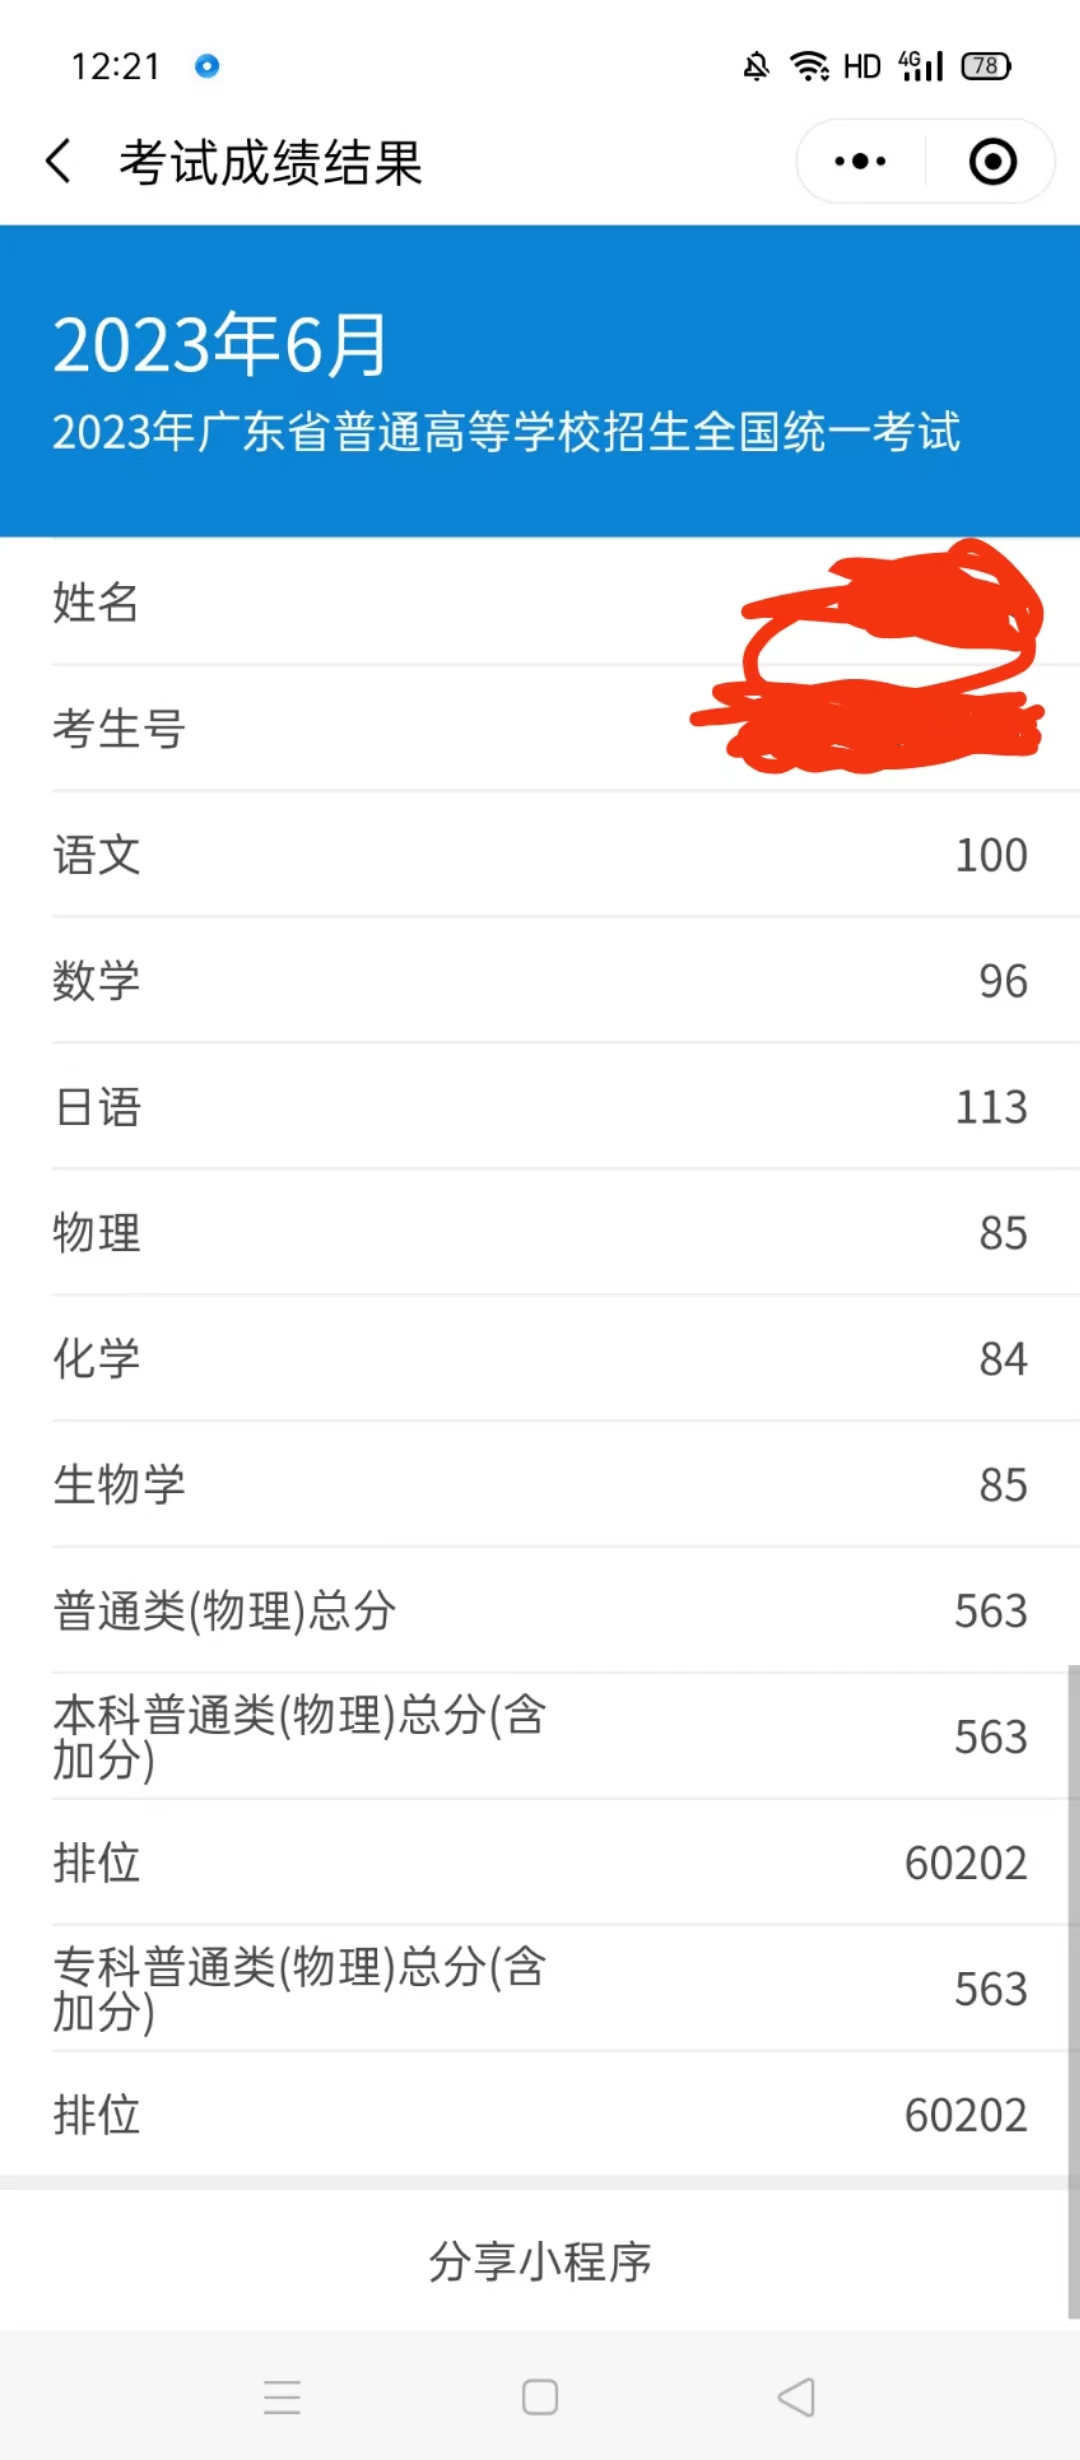 12:21
HD 4G 78
考试成绩结果
2023年6月
2023年广东省普通高等学校招生全国统一考试
姓名
考生号
语文 100
数学 96
日语 113
物理 85
化学 84
生物学 85
普通类(物理)总分 563
本科普通类(物理)总分(含
加分) 563
排位 60202
专科普通类(物理)总分(含
加分) 563
排位 60202
分享小程序